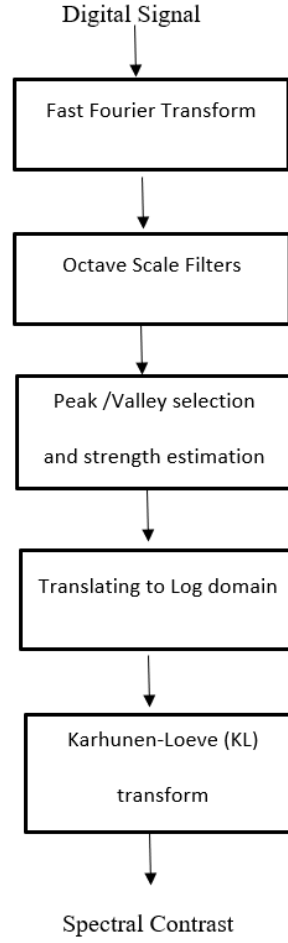 Digital Signal
Fast Fourier Transform
Octave Scale Filters
Peak /Valley selection
and strength estimation
Translating to Log domain
Karhunen-Loeve (KL)
transform
Spectral Contrast